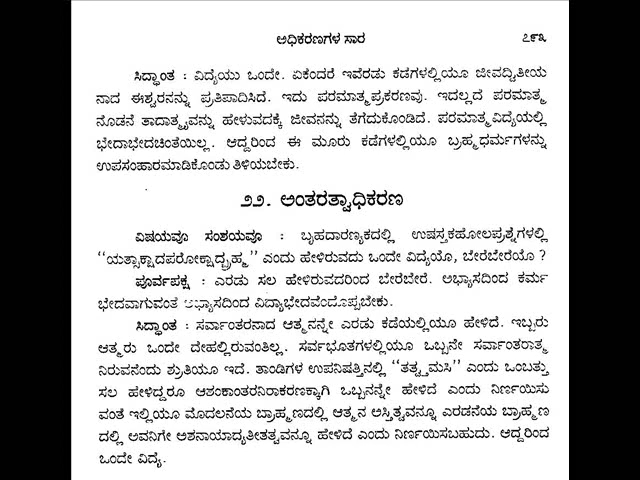 ಅಧಿಕರಣಗಳ ಸಾರ ೭೯೩
ಸಿದ್ಧಾಂತ : ವಿದ್ಯೆಯು ಒಂದೇ. ಏಕೆಂದರೆ ಇವೆರಡು ಕಡೆಗಳಲ್ಲಿಯೂ ಜೀವದ್ವಿತೀಯ
ನಾದ ಈಶ್ವರನನ್ನು ಪ್ರತಿಪಾದಿಸಿದೆ. ಇದು ಪರಮಾತ್ಮಪ್ರಕರಣವು. ಇದಲ್ಲದೆ ಪರಮಾತ್ಮ
ನೊಡನೆ ತಾದಾತ್ಮ್ಯವನ್ನು ಹೇಳುವದಕ್ಕೆ ಜೀವನನ್ನು ತೆಗೆದುಕೊಂಡಿದೆ. ಪರಮಾತ್ಮವಿದ್ಯೆಯಲ್ಲಿ
ಭೇದಾಭೇದಚಿಂತೆಯಿಲ್ಲ. ಆದ್ದರಿಂದ ಈ ಮೂರು ಕಡೆಗಳಲ್ಲಿಯೂ ಬ್ರಹ್ಮಧರ್ಮಗಳನ್ನು
ಉಪಸಂಹಾರಮಾಡಿಕೊಂಡು ತಿಳಿಯಬೇಕು.
೨೨. ಅಂತರತ್ವಾಧಿಕರಣ
ವಿಷಯವೂ ಸಂಶಯವೂ : ಬೃಹದಾರಣ್ಯಕದಲ್ಲಿ ಉಷಸ್ತಕಹೋಲಪ್ರಶ್ನೆಗಳಲ್ಲಿ
‘‘ಯತ್ಸಾಕ್ಷಾದಪರೋಕ್ಷಾದ್ಬ್ರಹ್ಮ’’ ಎಂದು ಹೇಳಿರುವದು ಒಂದೇ ವಿದ್ಯೆಯೊ, ಬೇರೆಬೇರೆಯೊ ?
ಪೂರ್ವಪಕ್ಷ : ಎರಡು ಸಲ ಹೇಳಿರುವದರಿಂದ ಬೇರೆಬೇರೆ. ಅಭ್ಯಾಸದಿಂದ ಕರ್ಮ
ಭೇದವಾಗುವಂತೆ ಅಭ್ಯಾಸದಿಂದ ವಿದ್ಯಾಭೇದವೆಂದೊಪ್ಪಬೇಕು.
ಸಿದ್ಧಾಂತ : ಸರ್ವಾಂತರನಾದ ಆತ್ಮನನ್ನೇ ಎರಡು ಕಡೆಯಲ್ಲಿಯೂ ಹೇಳಿದೆ. ಇಬ್ಬರು
ಆತ್ಮರು ಒಂದೇ ದೇಹಲ್ಲಿರುವಂತಿಲ್ಲ. ಸರ್ವಭೂತಗಳಲ್ಲಿಯೂ ಒಬ್ಬನೇ ಸರ್ವಾಂತರಾತ್ಮ
ನಿರುವನೆಂದು ಶ್ರುತಿಯೂ ಇದೆ. ತಾಂಡಿಗಳ ಉಪನಿಷತ್ತಿನಲ್ಲಿ ‘‘ತತ್ತ್ವಮಸಿ’’ ಎಂದು ಒಂಬತ್ತು
ಸಲ ಹೇಳಿದ್ದರೂ ಆಶಂಕಾಂತರನಿರಾಕರಣಕ್ಕಾಗಿ ಒಬ್ಬನನ್ನೇ ಹೇಳಿದೆ ಎಂದು ನಿರ್ಣಯಿಸು
ವಂತೆ ಇಲ್ಲಿಯೂ ಮೊದಲನೆಯ ಬ್ರಾಹ್ಮಣದಲ್ಲಿ ಆತ್ಮನ ಅಸ್ತಿತ್ವವನ್ನೂ ಎರಡನೆಯ ಬ್ರಾಹ್ಮಣ
ದಲ್ಲಿ ಅವನಿಗೇ ಅಶನಾಯಾದ್ಯತೀತತ್ವವನ್ನೂ ಹೇಳಿದೆ ಎಂದು ನಿರ್ಣಯಿಸಬಹುದು. ಆದ್ದರಿಂದ
ಒಂದೇ ವಿದ್ಯೆ.